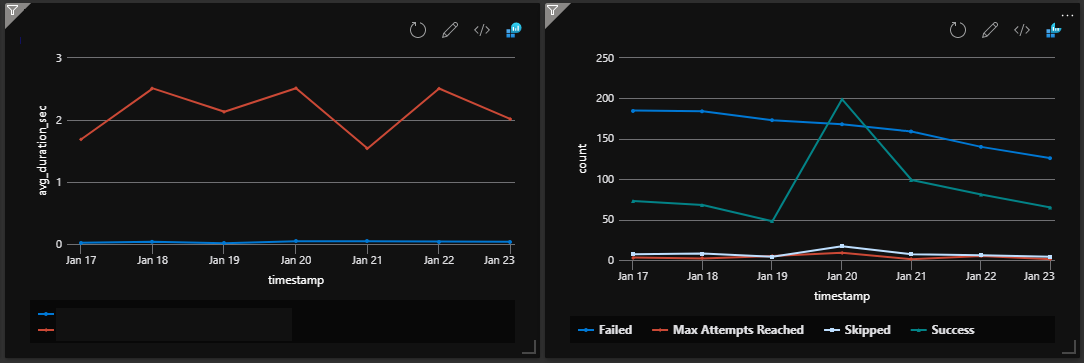 3
2
1
0
avg_duration_sec
Jan 17 Jan 18 Jan 19 Jan 20 Jan 21 Jan 22 Jan 23
timestamp
250
200
150
100
50
0
count
Jan 17 Jan 18 Jan 19 Jan 20 Jan 21 Jan 22 Jan 23
timestamp
Failed Max Attempts Reached Skipped Success